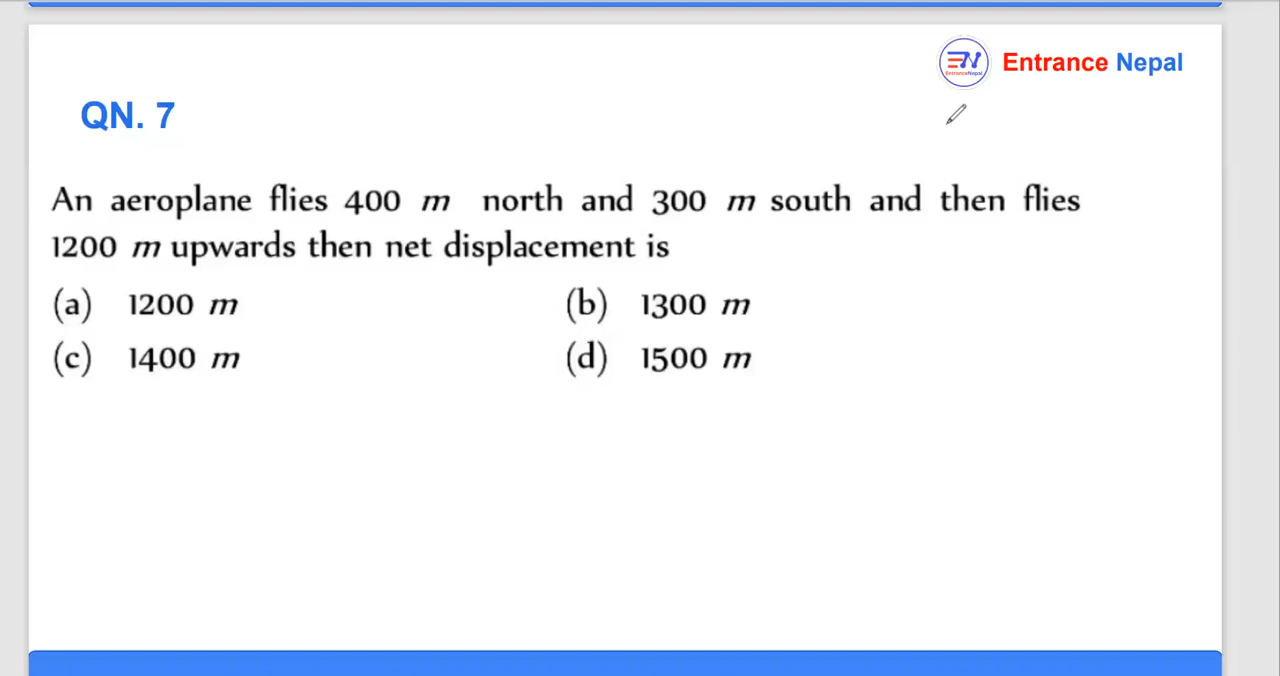 EntranceNepal
Entrance Nepal
QN. 7
An aeroplane flies 400 m north and 300 m south and then flies
1200 m upwards then net displacement is
(a) 1200 m (b) 1300 m
(c) 1400 m (d) 1500 m